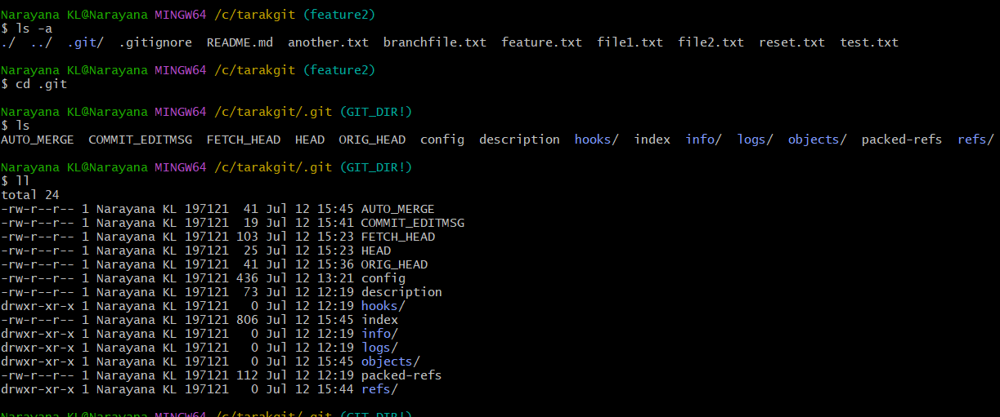 Narayana KL@Narayana MINGW64 /c/tarakgit (feature2)
$ ls -a
./  ../  .git/  .gitignore  README.md  another.txt  branchfile.txt  feature.txt  file1.txt  file2.txt  reset.txt  test.txt
Narayana KL@Narayana MINGW64 /c/tarakgit (feature2)
$ cd .git
Narayana KL@Narayana MINGW64 /c/tarakgit/.git (GIT_DIR!)
$ ls
AUTO_MERGE  COMMIT_EDITMSG  FETCH_HEAD  HEAD  ORIG_HEAD  config  description  hooks/  index  info/  logs/  objects/  packed-refs  refs/
Narayana KL@Narayana MINGW64 /c/tarakgit/.git (GIT_DIR!)
$ ll
total 24
-rw-r--r-- 1 Narayana KL 197121  41 Jul 12 15:45 AUTO_MERGE
-rw-r--r-- 1 Narayana KL 197121  19 Jul 12 15:41 COMMIT_EDITMSG
-rw-r--r-- 1 Narayana KL 197121 103 Jul 12 15:23 FETCH_HEAD
-rw-r--r-- 1 Narayana KL 197121  25 Jul 12 15:23 HEAD
-rw-r--r-- 1 Narayana KL 197121  41 Jul 12 15:36 ORIG_HEAD
-rw-r--r-- 1 Narayana KL 197121 436 Jul 12 13:21 config
-rw-r--r-- 1 Narayana KL 197121  73 Jul 12 12:19 description
drwxr-xr-x 1 Narayana KL 197121   0 Jul 12 12:19 hooks/
-rw-r--r-- 1 Narayana KL 197121 806 Jul 12 15:45 index
drwxr-xr-x 1 Narayana KL 197121   0 Jul 12 12:19 info/
drwxr-xr-x 1 Narayana KL 197121   0 Jul 12 12:19 logs/
drwxr-xr-x 1 Narayana KL 197121   0 Jul 12 15:45 objects/
-rw-r--r-- 1 Narayana KL 197121 112 Jul 12 12:19 packed-refs
drwxr-xr-x 1 Narayana KL 197121   0 Jul 12 15:44 refs/
Narayana KL@Narayana MINGW64 /c/tarakgit/.git (GIT_DIR!)